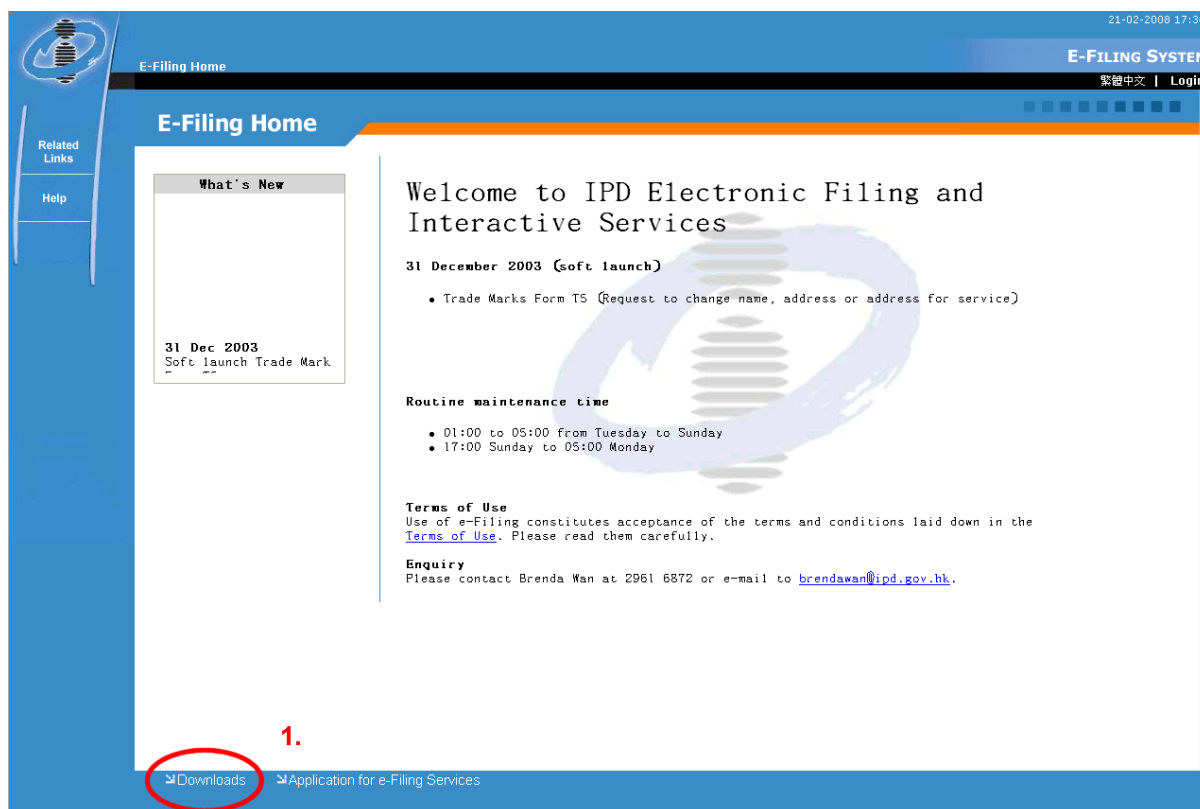 21-02-2008 17:3
E-Filing Home
E-FILING SYSTEM
繁體中文 | Login
E-Filing Home
Related
Links
Help
What's New
31 Dec 2003
Soft launch Trade Mark
Welcome to IPD Electronic Filing and
Interactive Services
31 December 2003 (soft launch)
• Trade Marks Form T5 (Request to change name, address or address for service)
Routine maintenance time
• 01:00 to 05:00 from Tuesday to Sunday
• 17:00 Sunday to 05:00 Monday
Terms of Use
Use of e-Filing constitutes acceptance of the terms and conditions laid down in the
Terms of Use. Please read them carefully.
Enquiry
Please contact Brenda Wan at 2961 6872 or e-mail to brendawan@ipd.gov.hk.
1.
Downloads
Application for e-Filing Services